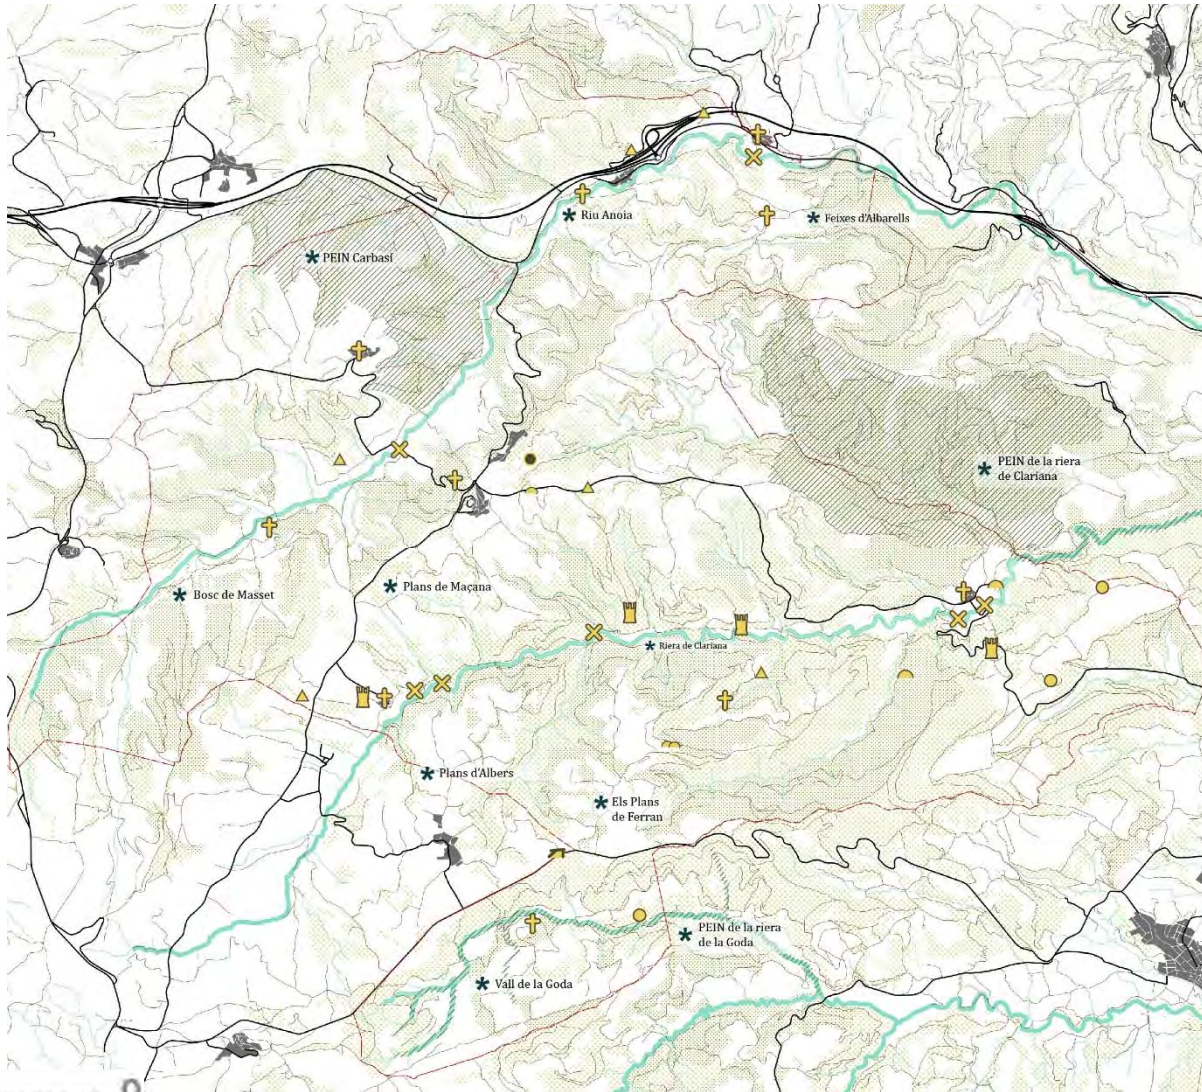 Riu Anoia
Feixes d'Albarells
PEIN Carbasí
PEIN de la riera
de Clariana
Plans de Maçana
Bosc de Masset
Riera de Clariana
Plans d'Albers
Els Plans
de Ferran
PEIN de la riera
de la Goda
Vall de la Goda